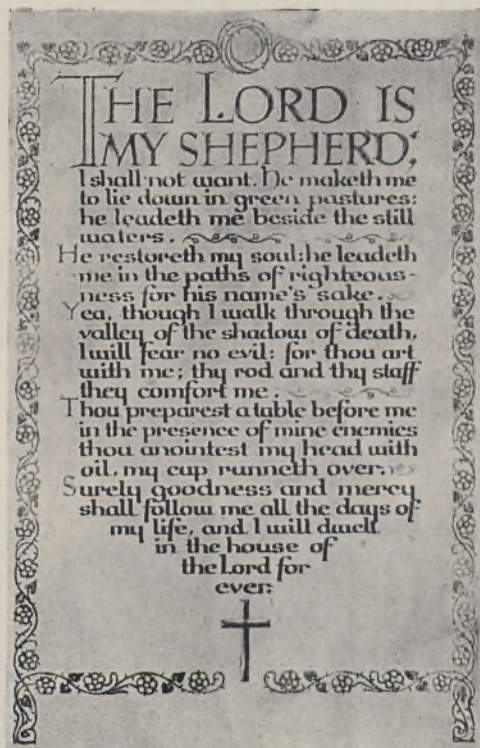 THE LORD IS
MY SHEPHERD;
I shall not want. He maketh me
to lie down in green pastures:
he leadeth me beside the still
waters.
He restoreth my soul: he leadeth
me in the paths of righteous-
ness for his name's sake.
Yea, though I walk through the
valley of the shadow of death,
I will fear no evil: for thou art
with me; thy rod and thy staff
they comfort me.
Thou preparest a table before me
in the presence of mine enemies
thou anointest my head with
oil, my cup runneth over.
Surely goodness and mercy
shall follow me all the days of
my life, and I will dwell
in the house of
the Lord for
ever.